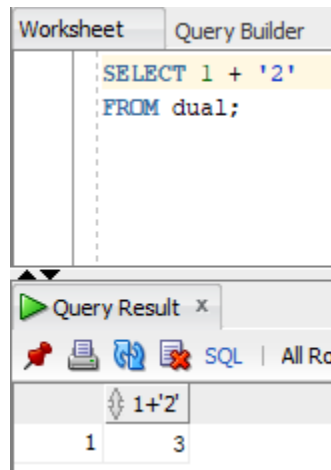 Worksheet Query Builder
SELECT 1 + '2'
FROM dual;
Query Result x
SQL | All Ro
1+'2'
1 3